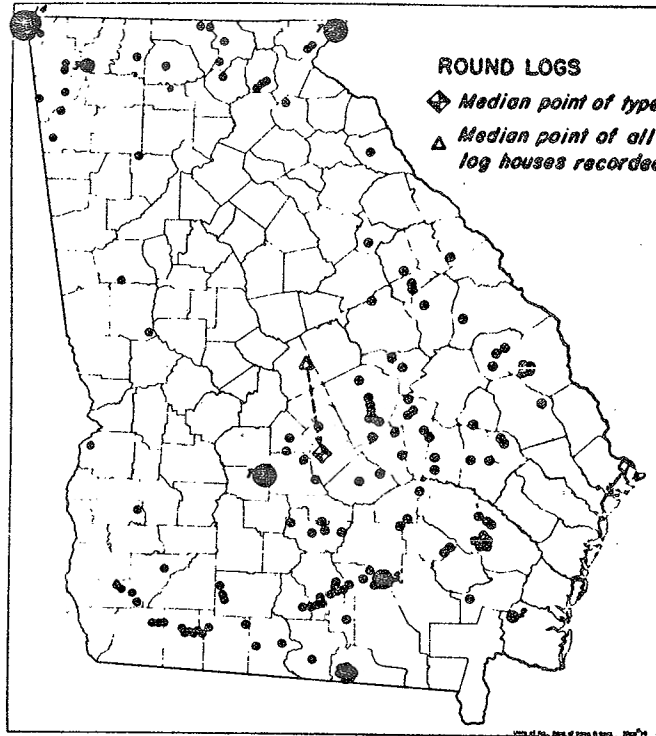 ROUND LOGS
Median point of type
Median point of all
log houses recorded